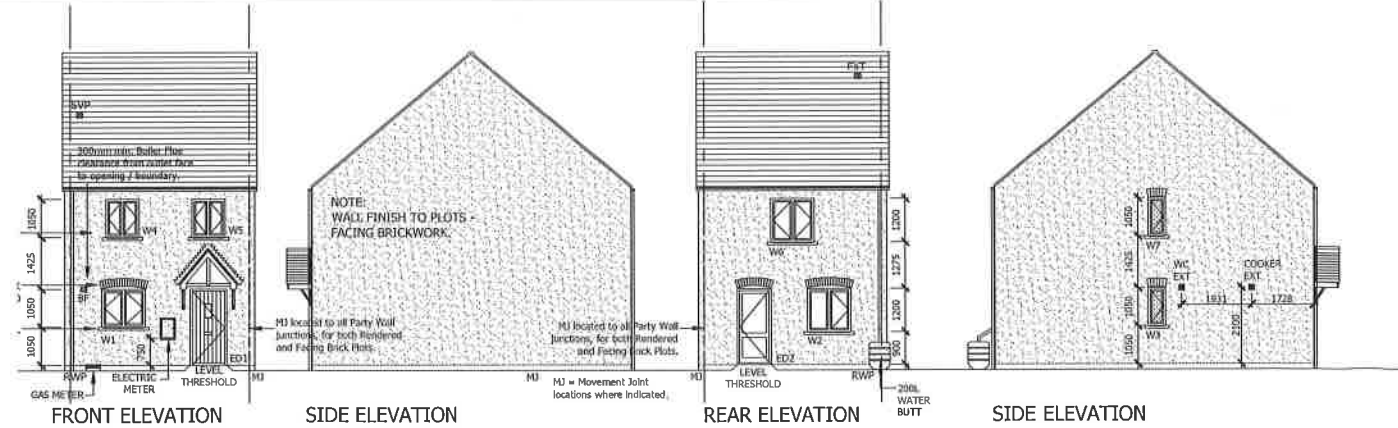 SVP
300mm min. Boiler Flue
clearance from outlet face
to opening / boundary.
1050
1425
1050
1050
W4
W5
BF
W1
750
ED1
RWP
GAS METER
ELECTRIC
METER
LEVEL
THRESHOLD
MJ
FRONT ELEVATION
NOTE:
WALL FINISH TO PLOTS -
FACING BRICKWORK.
MJ located to all Party Wall
junctions, for both Rendered
and Facing Brick Plots.
SIDE ELEVATION
MJ
MJ = Movement Joint
locations where indicated.
MJ located to all Party Wall
junctions, for both Rendered
and Facing Brick Plots.
W6
W2
ED2
1200
1275
1200
900
MJ
LEVEL
THRESHOLD
RWP
200L
WATER
BUTT
REAR ELEVATION
1050
1425
1050
1050
W7
W3
WC
EXT
COOKER
EXT
1931
1728
2100
SIDE ELEVATION